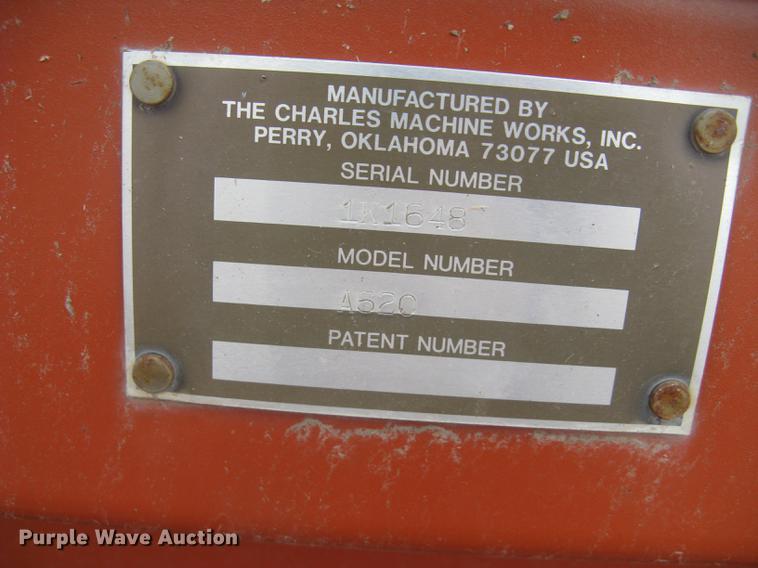 MANUFACTURED BY
THE CHARLES MACHINE WORKS, INC.
PERRY, OKLAHOMA 73077 USA
SERIAL NUMBER
1K1648
MODEL NUMBER
A520
PATENT NUMBER
Purple Wave Auction